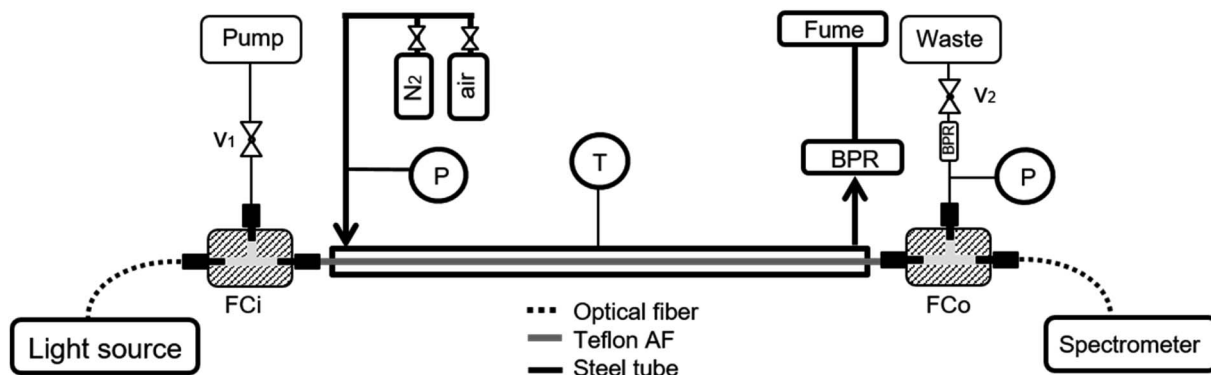 Pump
Fume
Waste
N2
air
V1
V2
BPR
P
T
BPR
P
FCi
FCo
Optical fiber
Light source
Teflon AF
Spectrometer
Steel tube